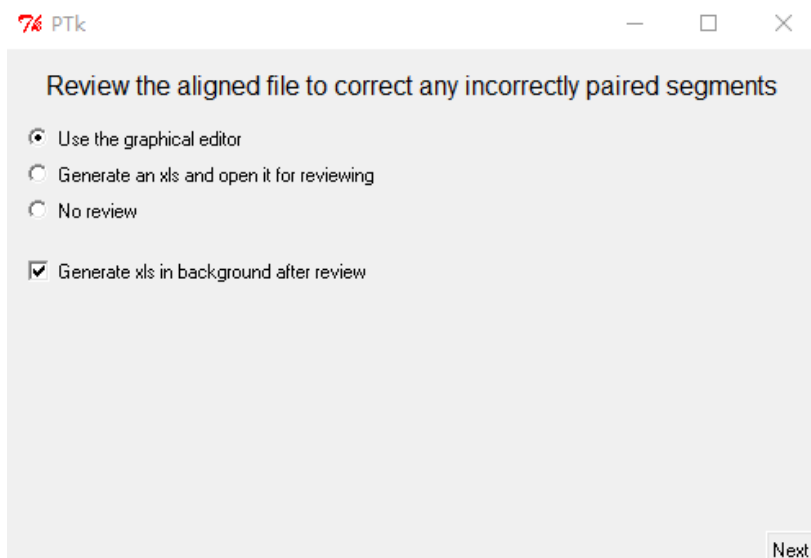 PTk
Review the aligned file to correct any incorrectly paired segments
Use the graphical editor
Generate an xls and open it for reviewing
No review
Generate xls in background after review
Next